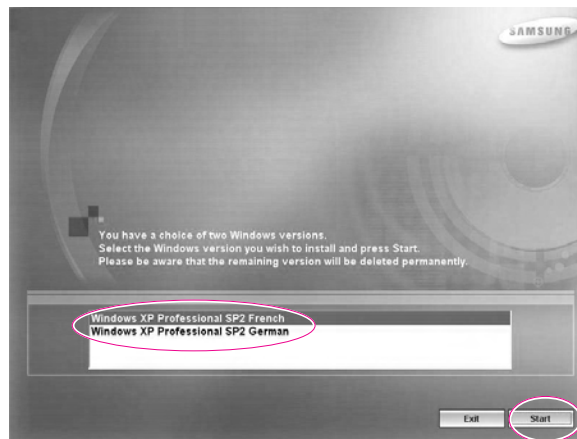 SAMSUNG
You have a choice of two Windows versions.
Select the Windows version you wish to install and press Start.
Please be aware that the remaining version will be deleted permanently.
Windows XP Professional SP2 French
Windows XP Professional SP2 German
Exit
Start